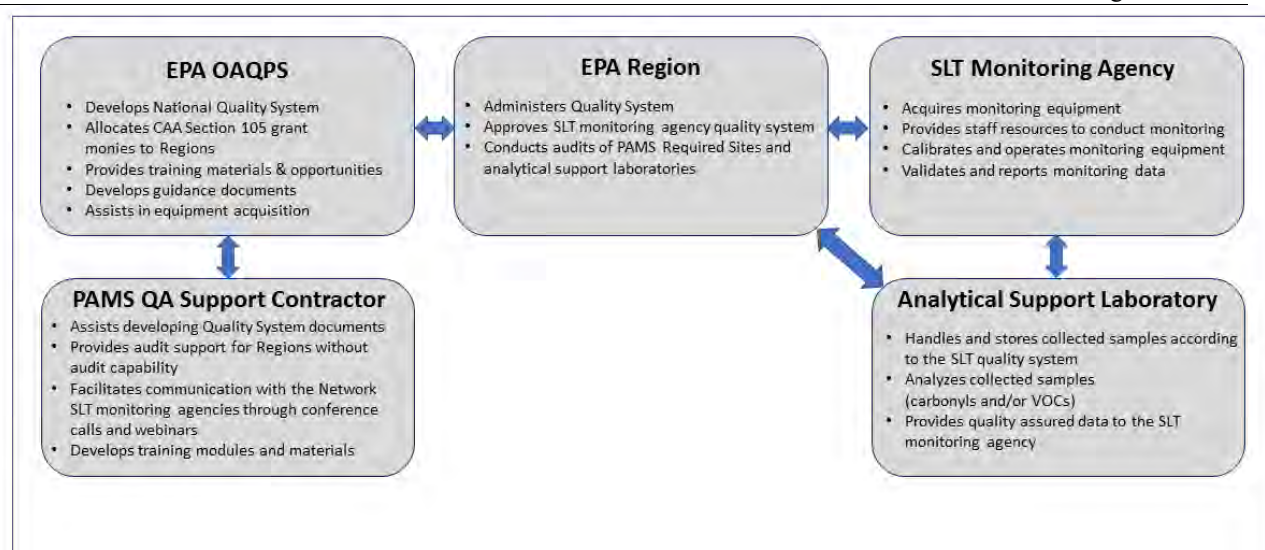 EPA OAQPS
• Develops National Quality System
• Allocates CAA Section 105 grant
monies to Regions
• Provides training materials & opportunities
• Develops guidance documents
• Assists in equipment acquisition
EPA Region
• Administers Quality System
• Approves SLT monitoring agency quality system
• Conducts audits of PAMS Required Sites and
analytical support laboratories
SLT Monitoring Agency
• Acquires monitoring equipment
• Provides staff resources to conduct monitoring
• Calibrates and operates monitoring equipment
• Validates and reports monitoring data
PAMS QA Support Contractor
• Assists developing Quality System documents
• Provides audit support for Regions without
audit capability
• Facilitates communication with the Network
SLT monitoring agencies through conference
calls and webinars
• Develops training modules and materials
Analytical Support Laboratory
• Handles and stores collected samples according
to the SLT quality system
• Analyzes collected samples
(carbonyls and/or VOCs)
• Provides quality assured data to the SLT
monitoring agency